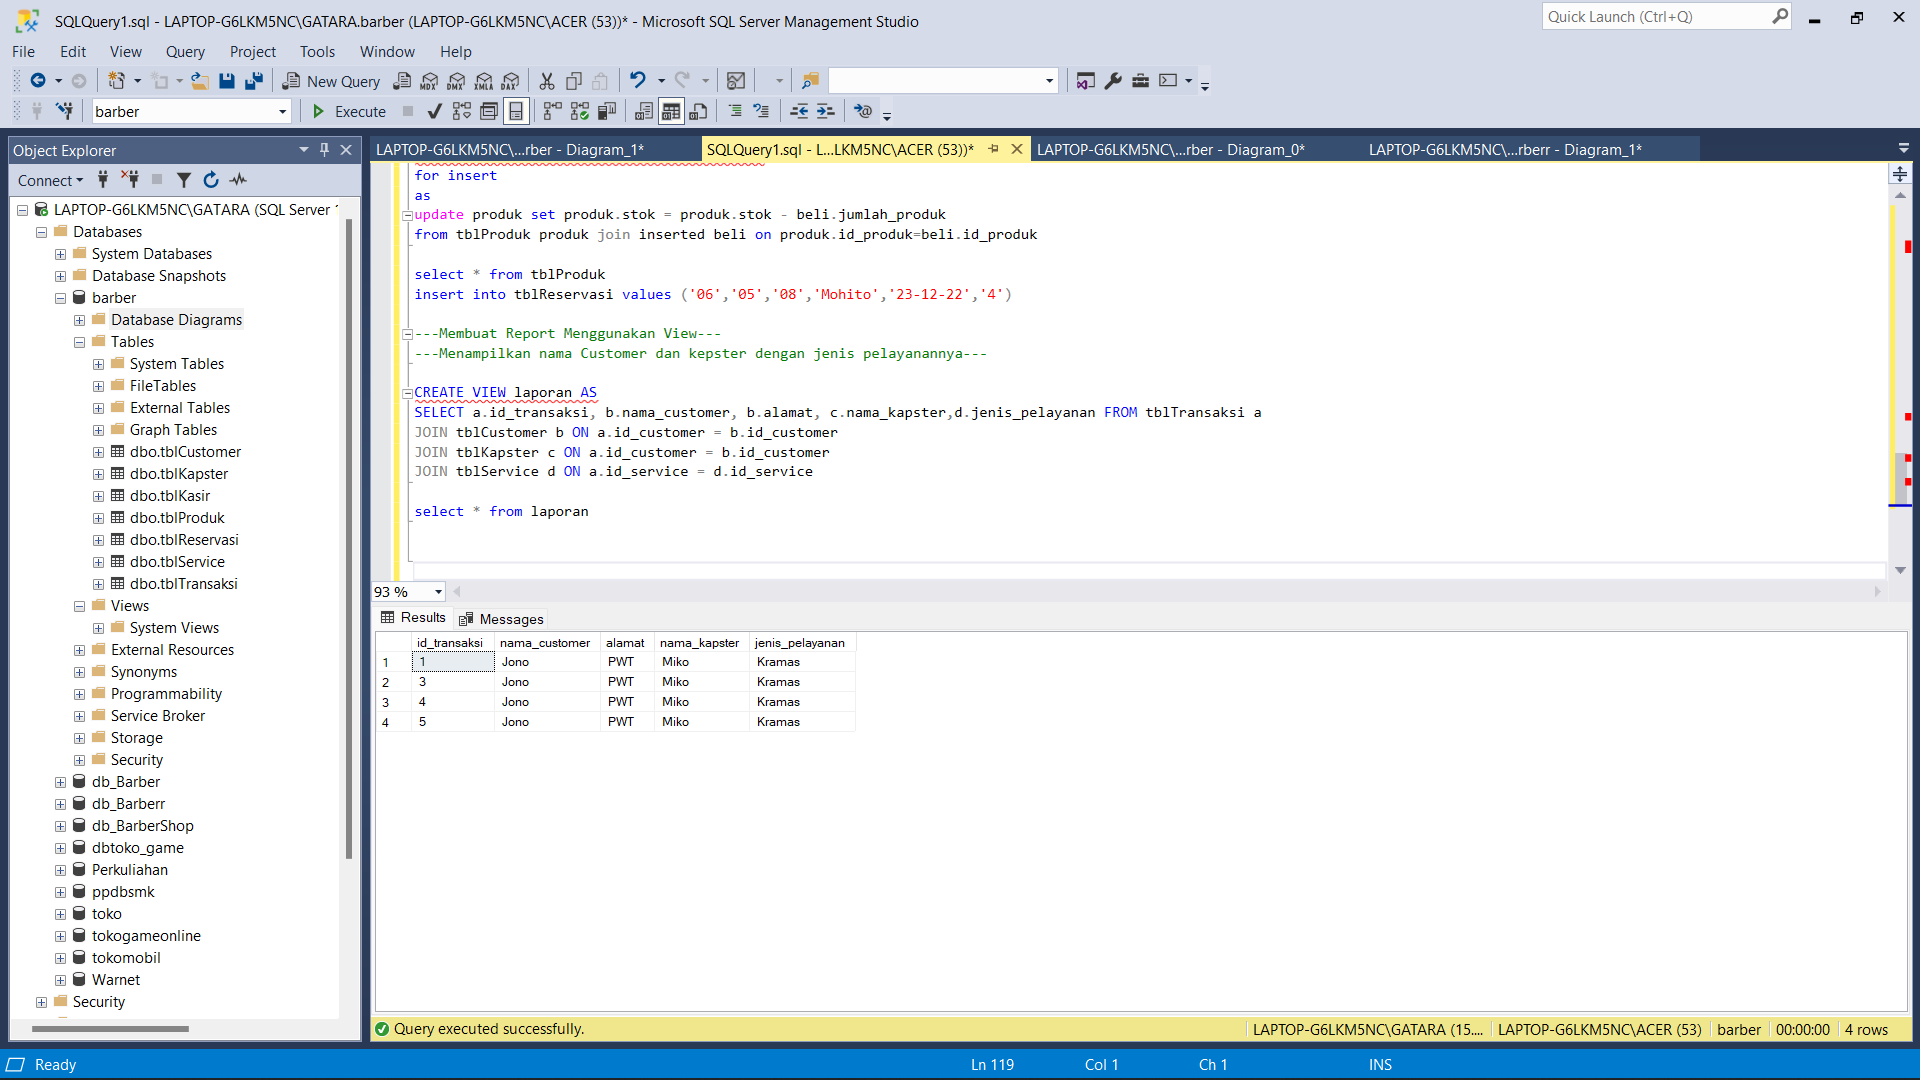 SQLQuery1.sql - LAPTOP-G6LKM5NC\GATARA.barber (LAPTOP-G6LKM5NC\ACER (53))* - Microsoft SQL Server Management Studio
Quick Launch (Ctrl+Q)
File Edit View Query Project Tools Window Help
New Query MDX DMX XMLA DAX
barber Execute
Object Explorer
Connect
LAPTOP-G6LKM5NC\GATARA (SQL Server
Databases
System Databases
Database Snapshots
barber
Database Diagrams
Tables
System Tables
FileTables
External Tables
Graph Tables
dbo.tblCustomer
dbo.tblKapster
dbo.tblKasir
dbo.tblProduk
dbo.tblReservasi
dbo.tblService
dbo.tblTransaksi
Views
System Views
External Resources
Synonyms
Programmability
Service Broker
Storage
Security
db_Barber
db_Barberr
db_BarberShop
dbtoko_game
Perkuliahan
ppdbsmk
toko
tokogameonline
tokomobil
Warnet
Security
LAPTOP-G6LKM5NC\...rber - Diagram_1* SQLQuery1.sql - L...LKM5NC\ACER (53))* LAPTOP-G6LKM5NC\...rber - Diagram_0* LAPTOP-G6LKM5NC\...rberr - Diagram_1*
for insert
as
update produk set produk.stok = produk.stok - beli.jumlah_produk
from tblProduk produk join inserted beli on produk.id_produk=beli.id_produk
select * from tblProduk
insert into tblReservasi values ('06','05','08','Mohito','23-12-22','4')
---Membuat Report Menggunakan View---
---Menampilkan nama Customer dan kepster dengan jenis pelayanannya---
CREATE VIEW laporan AS
SELECT a.id_transaksi, b.nama_customer, b.alamat, c.nama_kapster,d.jenis_pelayanan FROM tblTransaksi a
JOIN tblCustomer b ON a.id_customer = b.id_customer
JOIN tblKapster c ON a.id_customer = b.id_customer
JOIN tblService d ON a.id_service = d.id_service
select * from laporan
93 %
Results Messages
id_transaksi nama_customer alamat nama_kapster jenis_pelayanan
1 1 Jono PWT Miko Kramas
2 3 Jono PWT Miko Kramas
3 4 Jono PWT Miko Kramas
4 5 Jono PWT Miko Kramas
Query executed successfully. LAPTOP-G6LKM5NC\GATARA (15.... LAPTOP-G6LKM5NC\ACER (53) barber 00:00:00 4 rows
Ready Ln 119 Col 1 Ch 1 INS